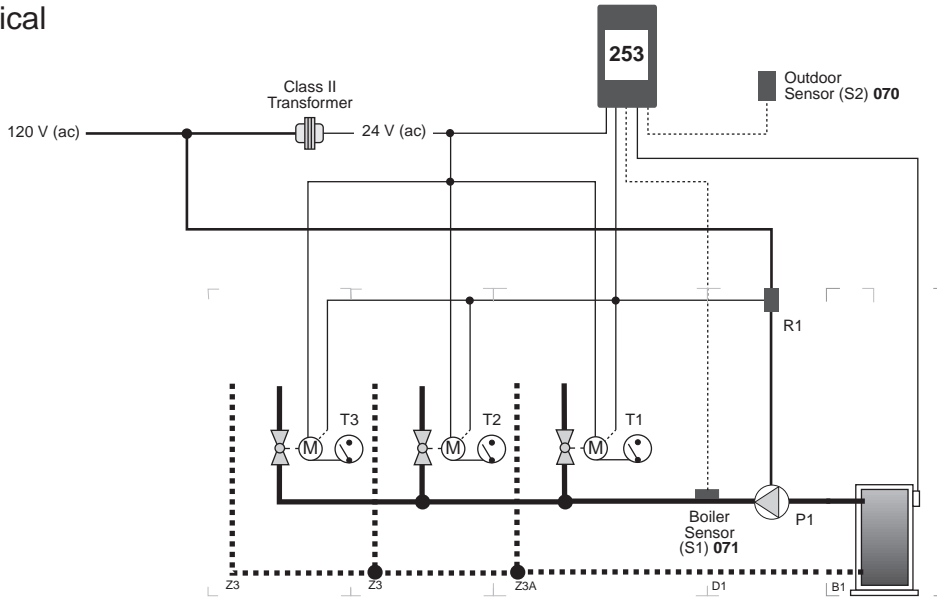 ical
253
Outdoor
Sensor (S2) 070
Class II
Transformer
120 V (ac)
24 V (ac)
R1
T3
T2
T1
M
M
M
P1
Boiler
Sensor
(S1) 071
Z3
Z3
Z3A
D1
B1